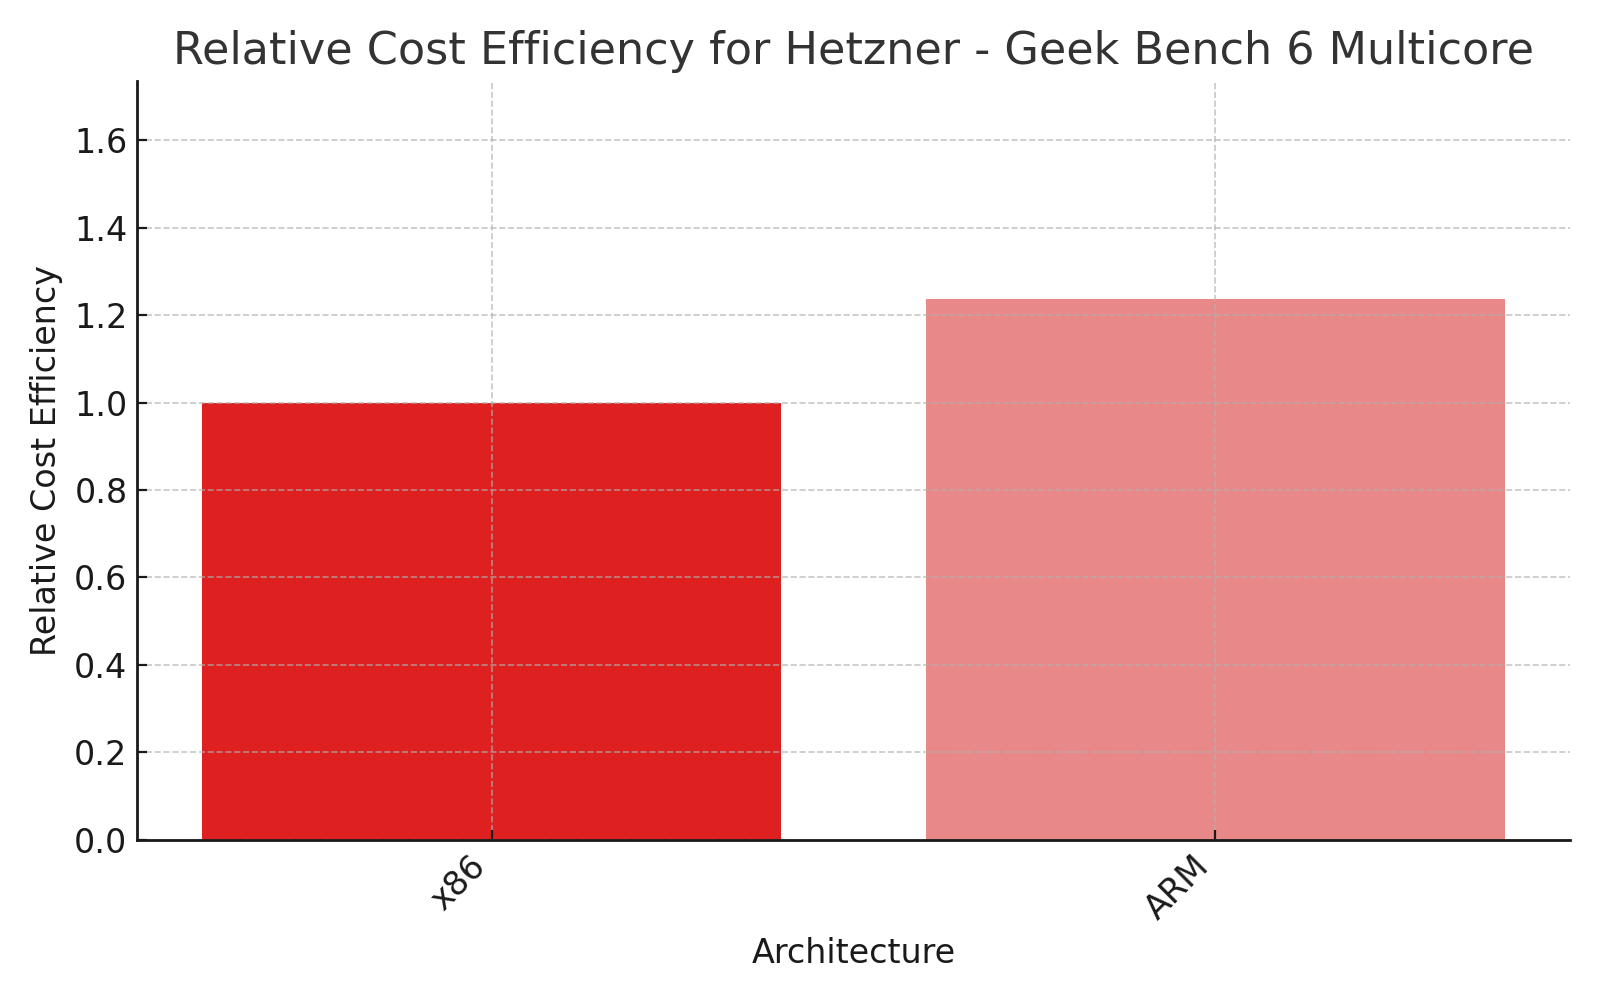 Relative Cost Efficiency for Hetzner - Geek Bench 6 Multicore
Relative Cost Efficiency
1.6
1.4
1.2
1.0
0.8
0.6
0.4
0.2
0.0
x86
ARM
Architecture